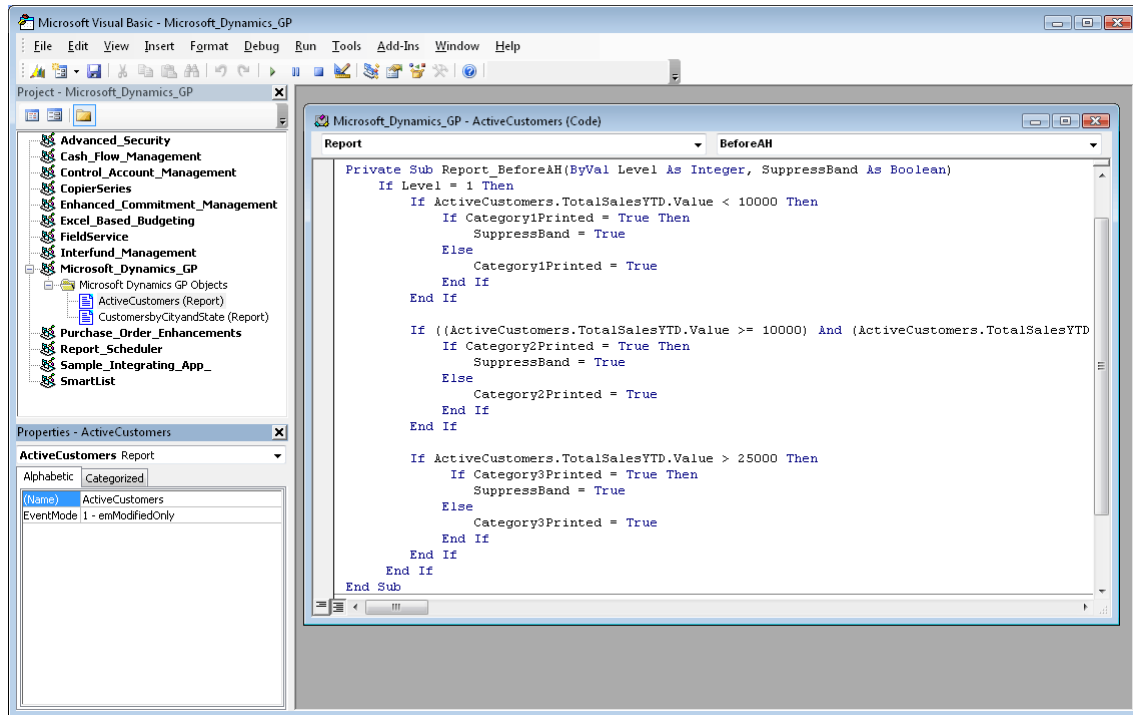 Microsoft Visual Basic - Microsoft_Dynamics_GP
File Edit View Insert Format Debug Run Tools Add-Ins Window Help
Project - Microsoft_Dynamics_GP
Advanced_Security
Cash_Flow_Management
Control_Account_Management
CopierSeries
Enhanced_Commitment_Management
Excel_Based_Budgeting
FieldService
Interfund_Management
Microsoft_Dynamics_GP
Microsoft Dynamics GP Objects
ActiveCustomers (Report)
CustomersbyCityandState (Report)
Purchase_Order_Enhancements
Report_Scheduler
Sample_Integrating_App_
SmartList
Properties - ActiveCustomers
ActiveCustomers Report
Alphabetic Categorized
(Name) ActiveCustomers
EventMode 1 - emModifiedOnly
Microsoft_Dynamics_GP - ActiveCustomers (Code)
Report BeforeAH
Private Sub Report_BeforeAH(ByVal Level As Integer, SuppressBand As Boolean)
If Level = 1 Then
If ActiveCustomers.TotalSalesYTD.Value < 10000 Then
If Category1Printed = True Then
SuppressBand = True
Else
Category1Printed = True
End If
End If
If ((ActiveCustomers.TotalSalesYTD.Value >= 10000) And (ActiveCustomers.TotalSalesYTD
If Category2Printed = True Then
SuppressBand = True
Else
Category2Printed = True
End If
End If
If ActiveCustomers.TotalSalesYTD.Value > 25000 Then
If Category3Printed = True Then
SuppressBand = True
Else
Category3Printed = True
End If
End If
End If
End Sub